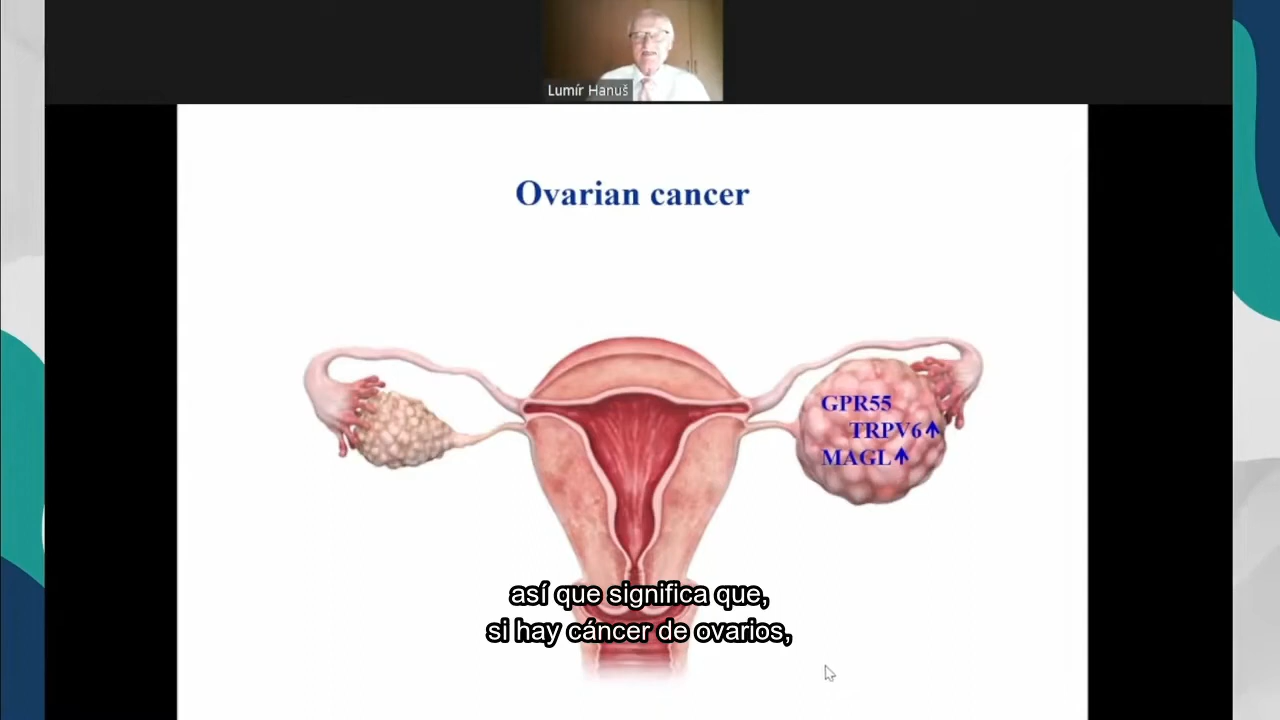 Lumír Hanuš
Ovarian cancer
GPR55
TRPV6↑
MAGL↑
así que significa que,
si hay cáncer de ovarios,